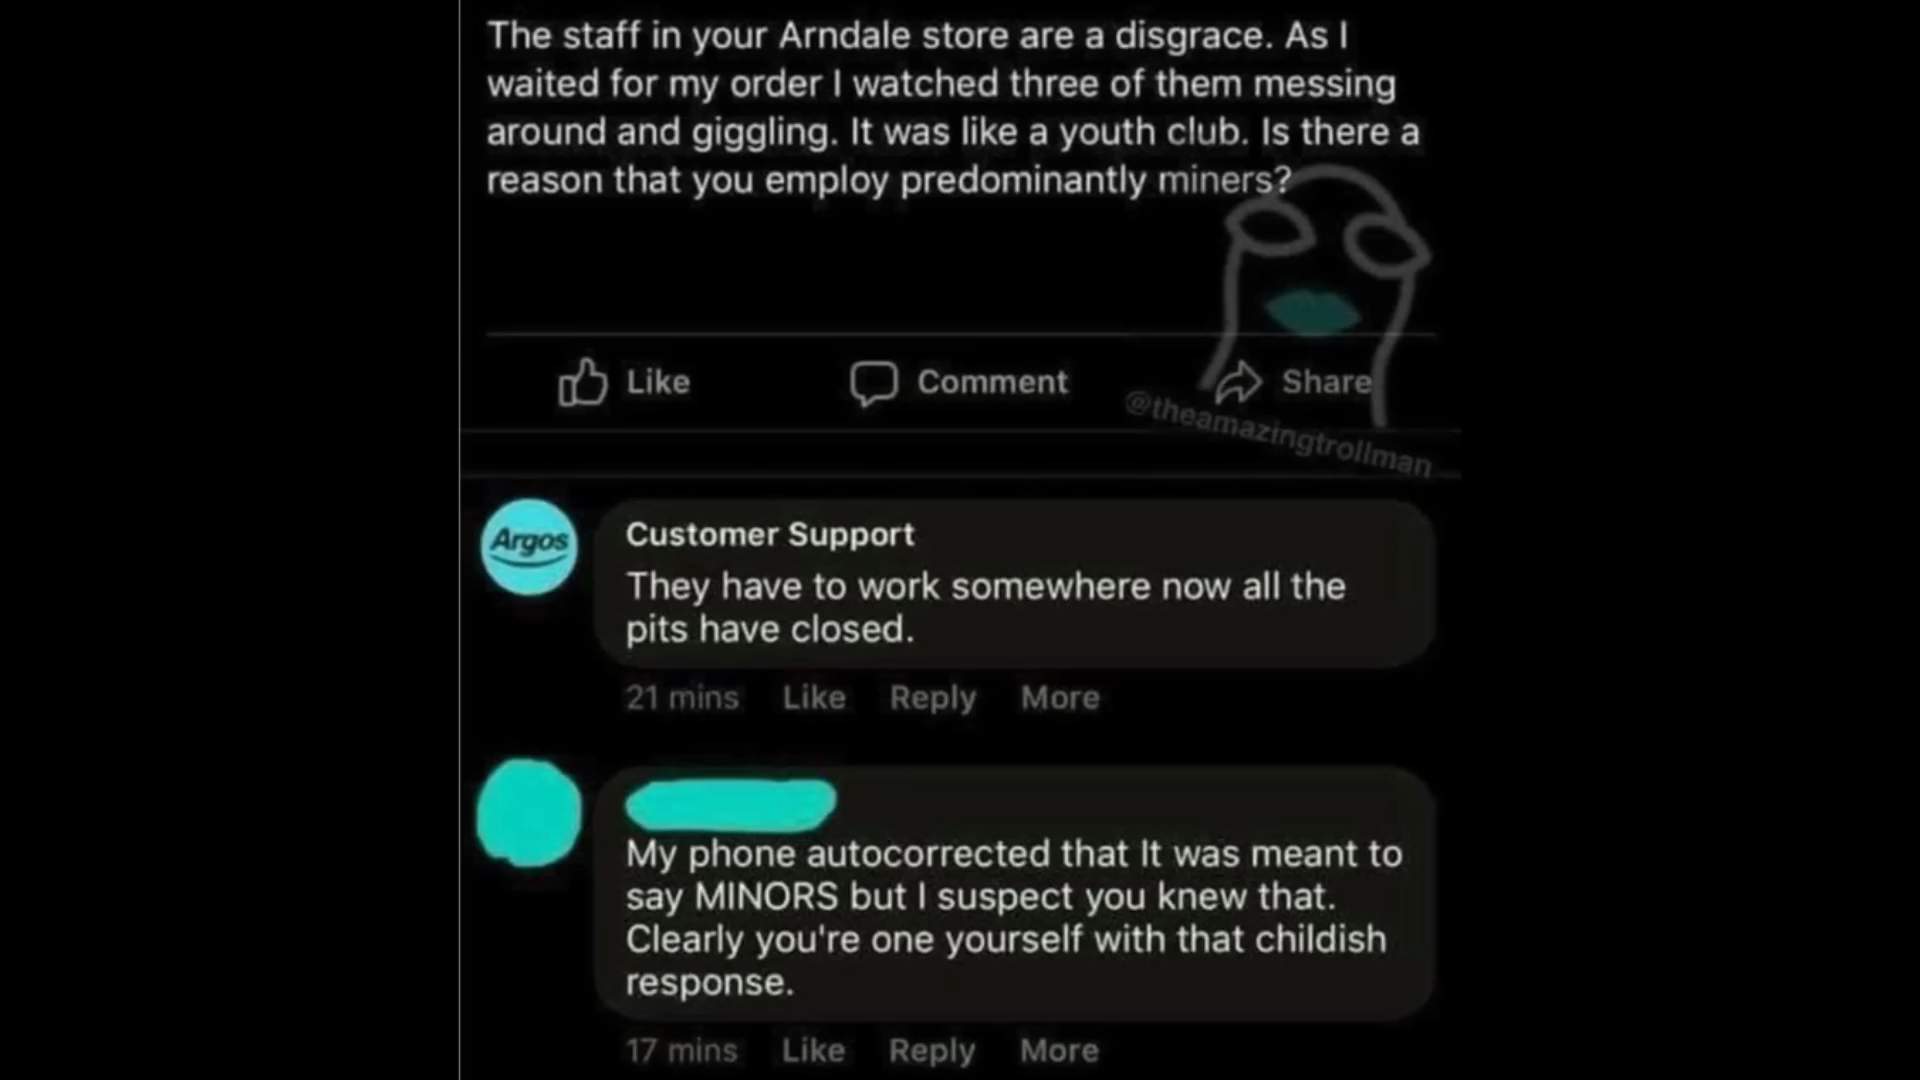 The staff in your Arndale store are a disgrace. As I
waited for my order I watched three of them messing
around and giggling. It was like a youth club. Is there a
reason that you employ predominantly miners?
Like Comment Share
@theamazingtrollman
Argos
Customer Support
They have to work somewhere now all the
pits have closed.
21 mins Like Reply More
My phone autocorrected that It was meant to
say MINORS but I suspect you knew that.
Clearly you're one yourself with that childish
response.
17 mins Like Reply More